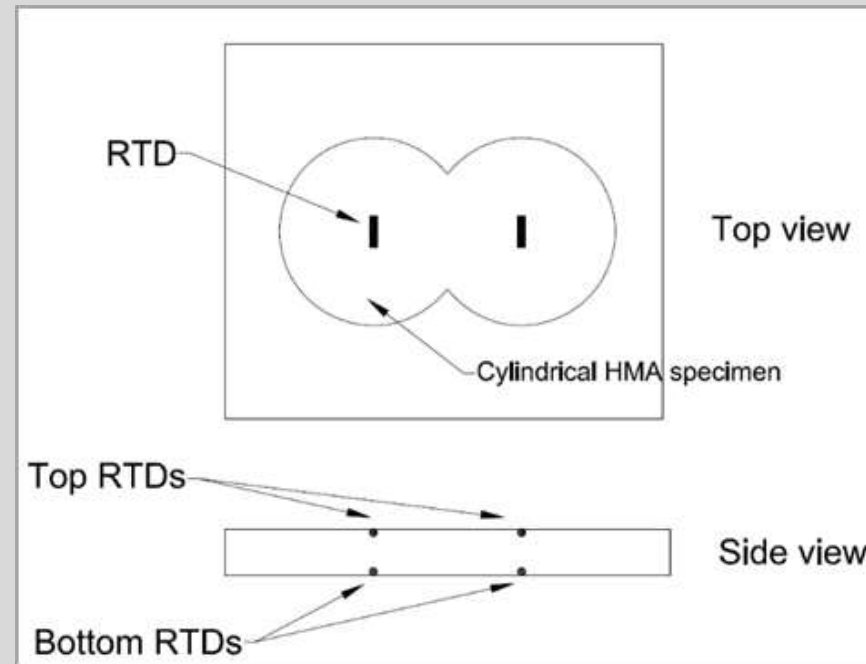 RTD
Top view
Cylindrical HMA specimen
Top RTDs
Side view
Bottom RTDs